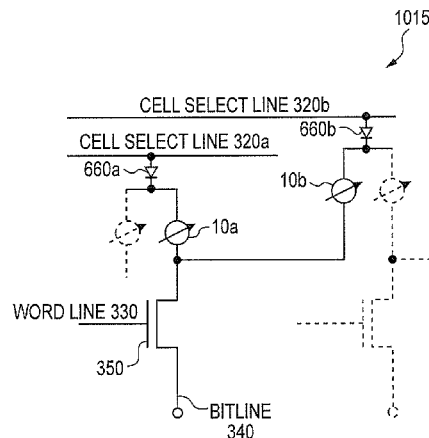 1015
CELL SELECT LINE 320b
660b
CELL SELECT LINE 320a
660a
10b
10a
WORD LINE 330
350
BITLINE
340